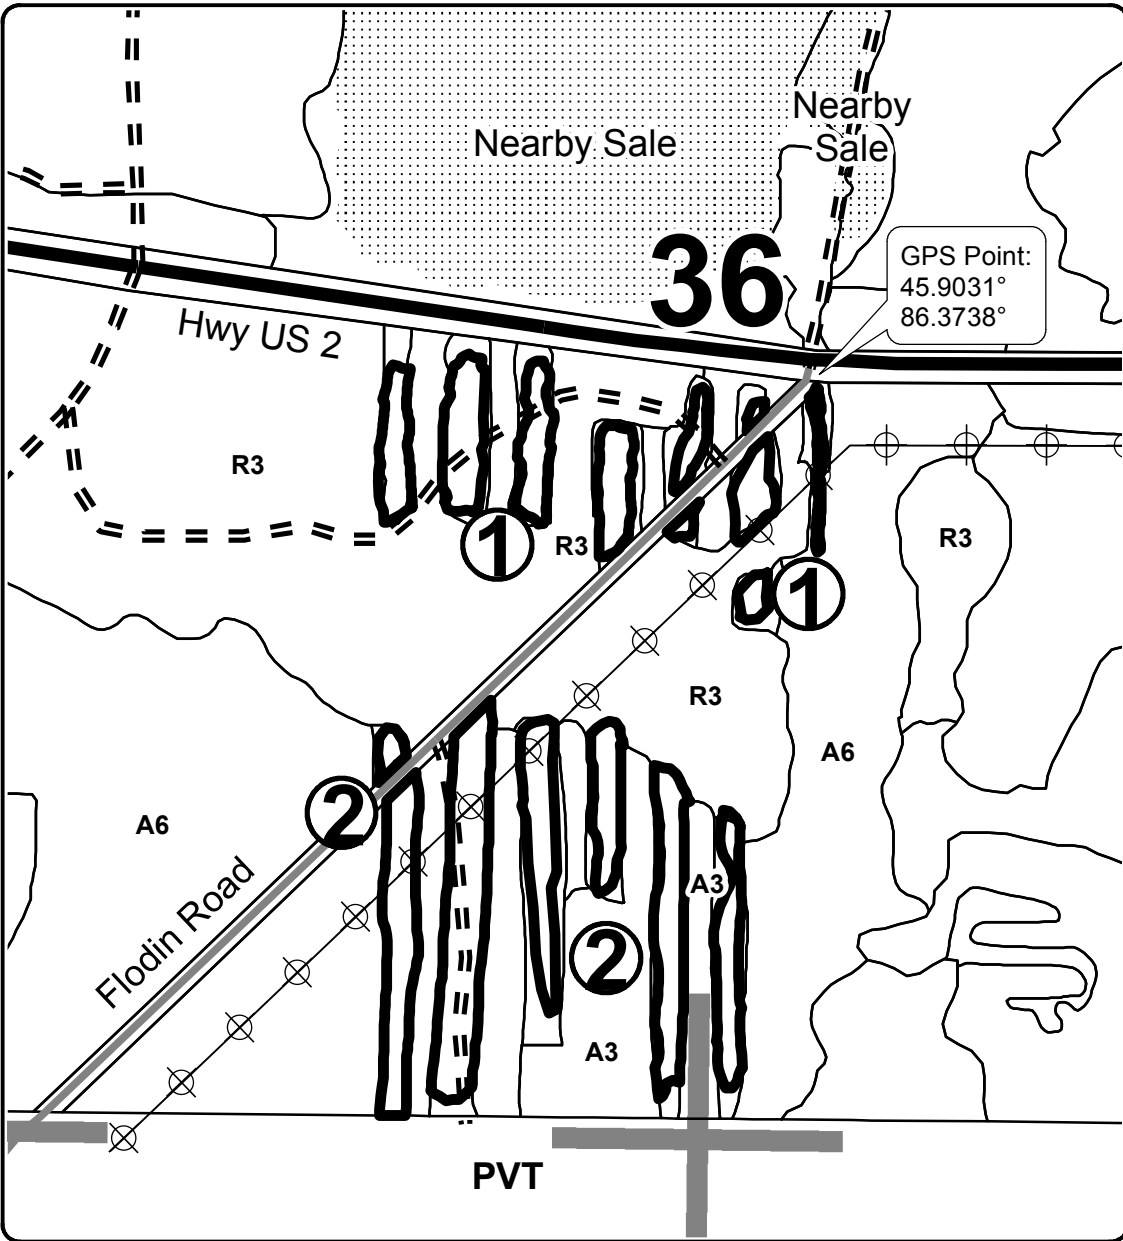 Nearby
Sale
Nearby Sale
36
GPS Point:
45.9031°
86.3738°
Hwy US 2
R3
1
R3
R3
1
R3
A6
2
A6
A3
Flodin Road
2
A3
PVT